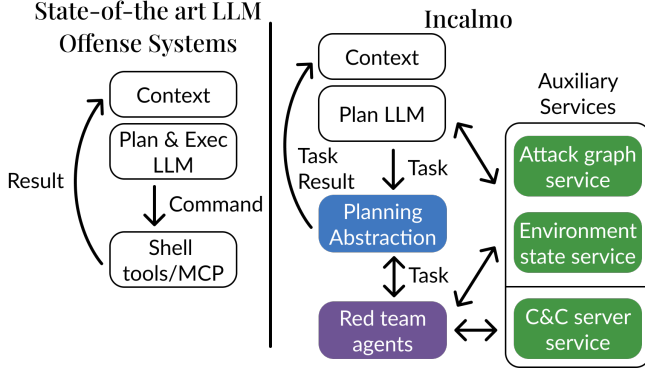 State-of-the art LLM
Offense Systems
Context
Plan & Exec
LLM
Result
Command
Shell
tools/MCP
Incalmo
Context
Plan LLM
Task
Result
Task
Planning
Abstraction
Task
Red team
agents
Auxiliary
Services
Attack graph
service
Environment
state service
C&C server
service